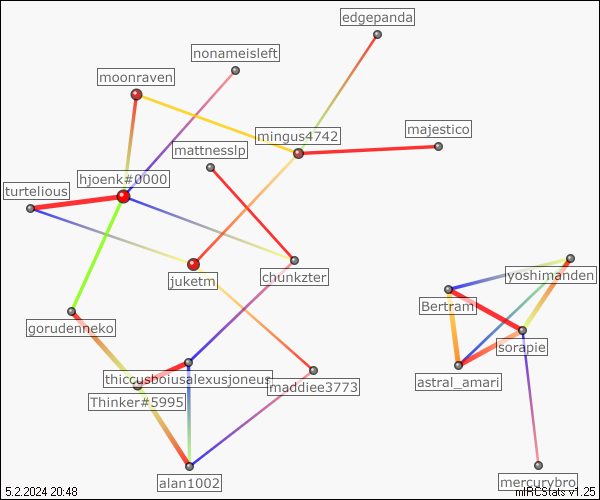 edgepanda
nonameisleft
moonraven
majestico
mingus4742
mattnesslp
hjoenk#0000
turtelious
yoshimanden
juketm
chunkzter
Bertram
gorudenneko
sorapie
thiccusboiusalexusjoneus
astral_amari
maddiee3773
Thinker#5995
alan1002
mercurybro
5.2.2024 20:48
mIRCStats v1.25